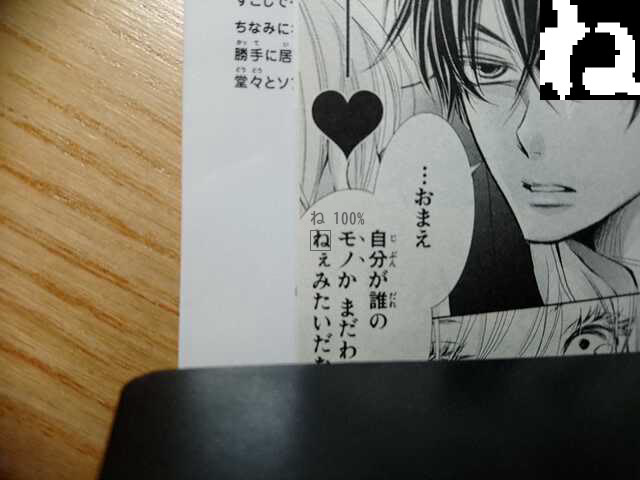 すこしで
ちなみに
勝手に居
堂々とソ
…おまえ
自分が誰の
モノか まだわ
ねぇみたいだな
ね 100%
ね